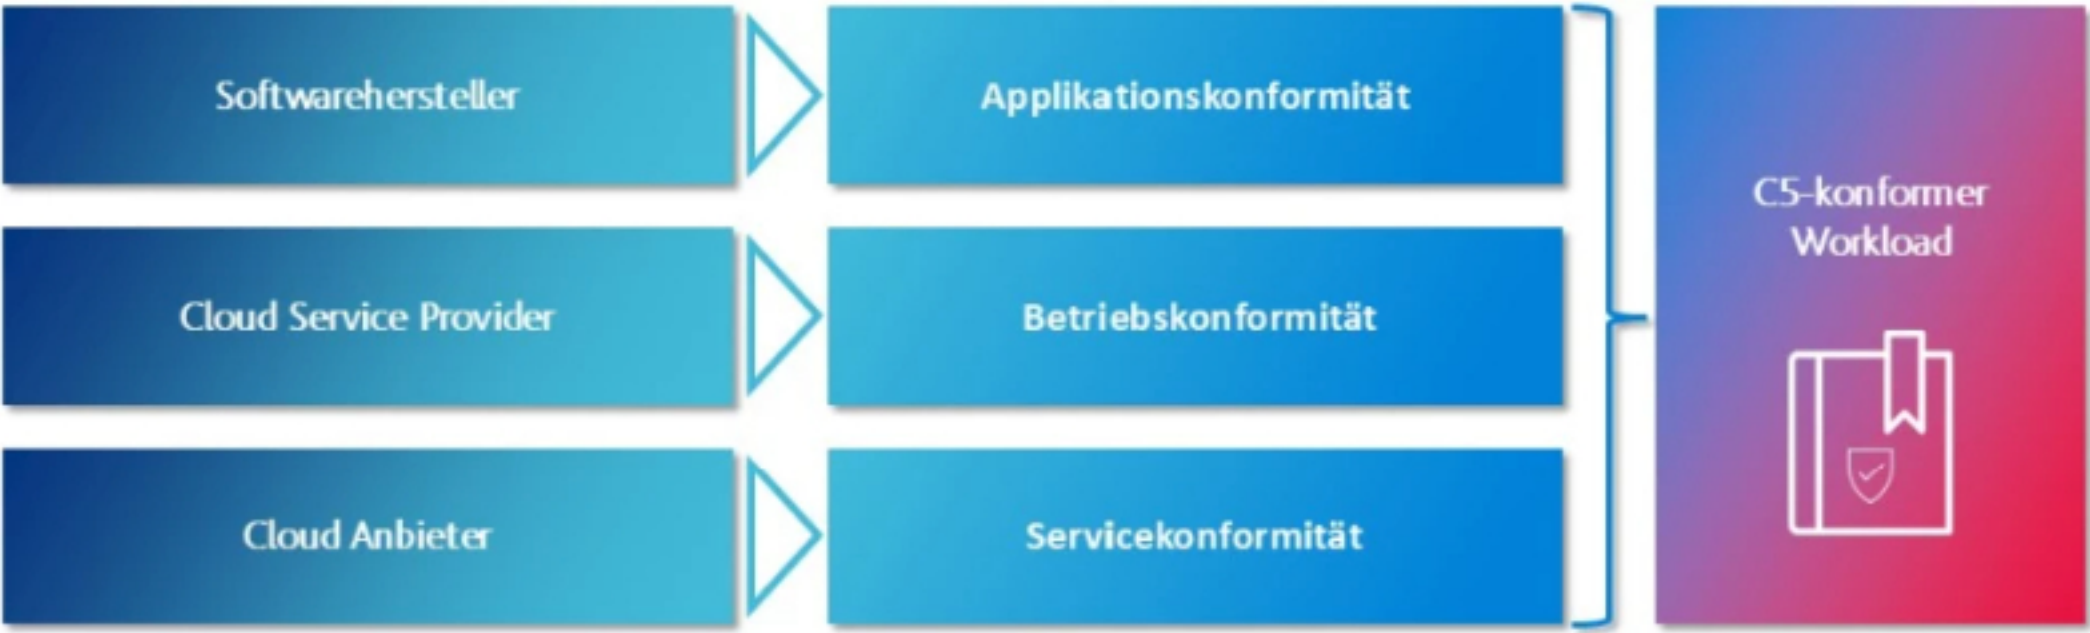 Softwarehersteller
Applikationskonformität
Cloud Service Provider
Betriebskonformität
Cloud Anbieter
Servicekonformität
C5-konformer
Workload